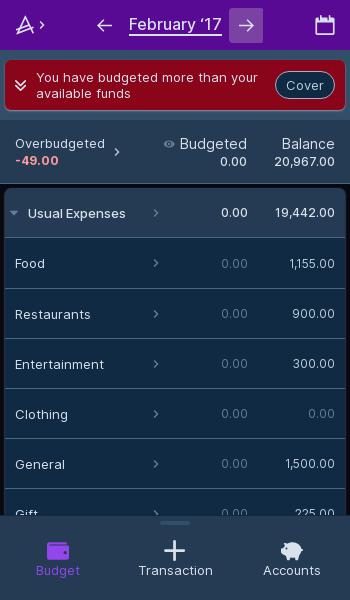 February ‘17
You have budgeted more than your
available funds
Cover
Overbudgeted
-49.00
Budgeted
0.00
Balance
20,967.00
Usual Expenses 0.00 19,442.00
Food 0.00 1,155.00
Restaurants 0.00 900.00
Entertainment 0.00 300.00
Clothing 0.00 0.00
General 0.00 1,500.00
Gift 0.00 225.00
Budget Transaction Accounts